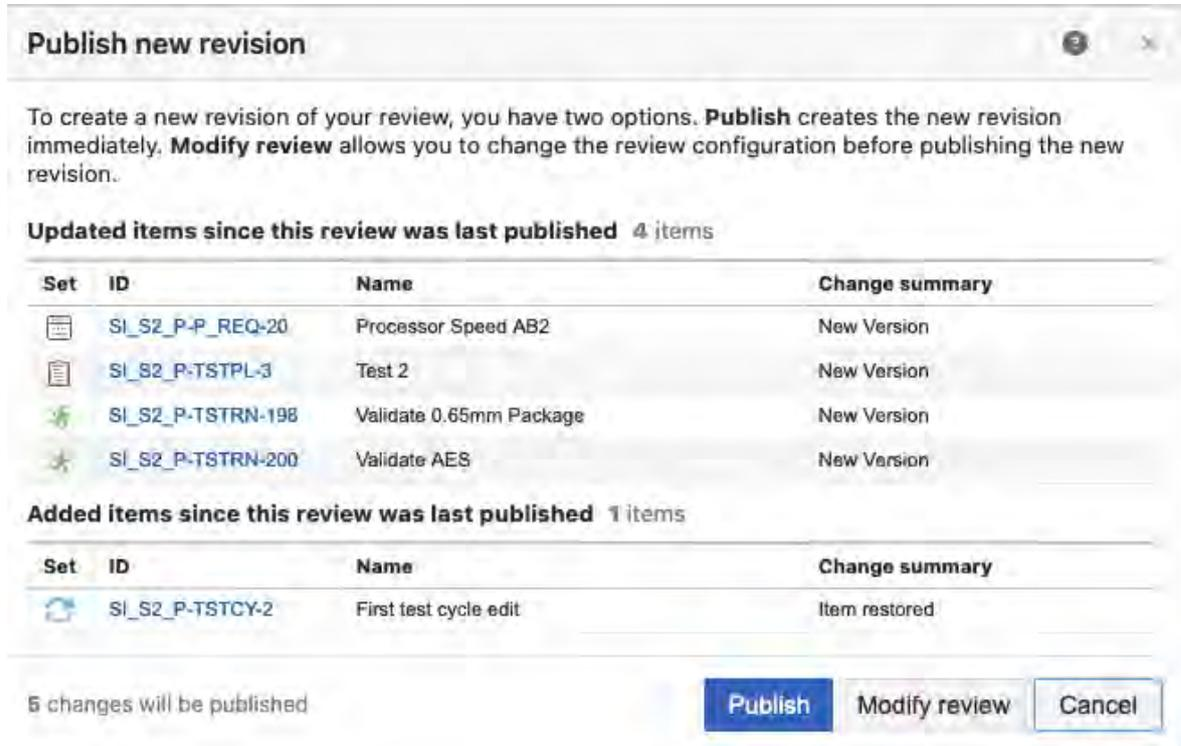 Publish new revision
To create a new revision of your review, you have two options. Publish creates the new revision
immediately. Modify review allows you to change the review configuration before publishing the new
revision.
Updated items since this review was last published 4 items
Set ID Name Change summary
SI_S2_P-P_REQ-20 Processor Speed AB2 New Version
SI_S2_P-TSTPL-3 Test 2 New Version
SI_S2_P-TSTRN-198 Validate 0.65mm Package New Version
SI_S2_P-TSTRN-200 Validate AES New Version
Added items since this review was last published 1 items
Set ID Name Change summary
SI_S2_P-TSTCY-2 First test cycle edit Item restored
5 changes will be published Publish Modify review Cancel